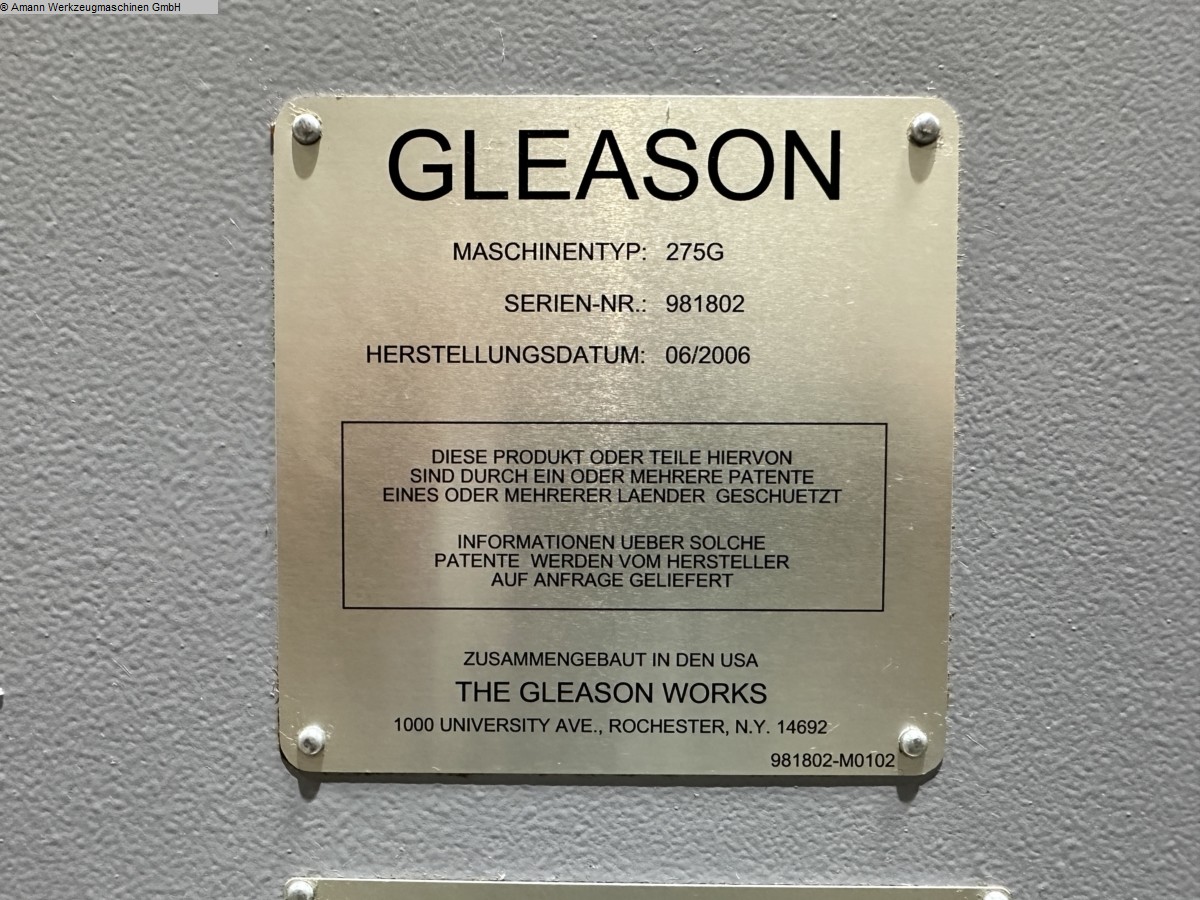 © Amann Werkzeugmaschinen GmbH
GLEASON
MASCHINENTYP: 275G
SERIEN-NR.: 981802
HERSTELLUNGSDATUM: 06/2006
DIESE PRODUKT ODER TEILE HIERVON
SIND DURCH EIN ODER MEHRERE PATENTE
EINES ODER MEHRERER LAENDER GESCHUETZT
INFORMATIONEN UEBER SOLCHE
PATENTE WERDEN VOM HERSTELLER
AUF ANFRAGE GELIEFERT
ZUSAMMENGEBAUT IN DEN USA
THE GLEASON WORKS
1000 UNIVERSITY AVE., ROCHESTER, N.Y. 14692
981802-M0102